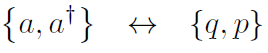 {a, a†} ↔ {q, p}